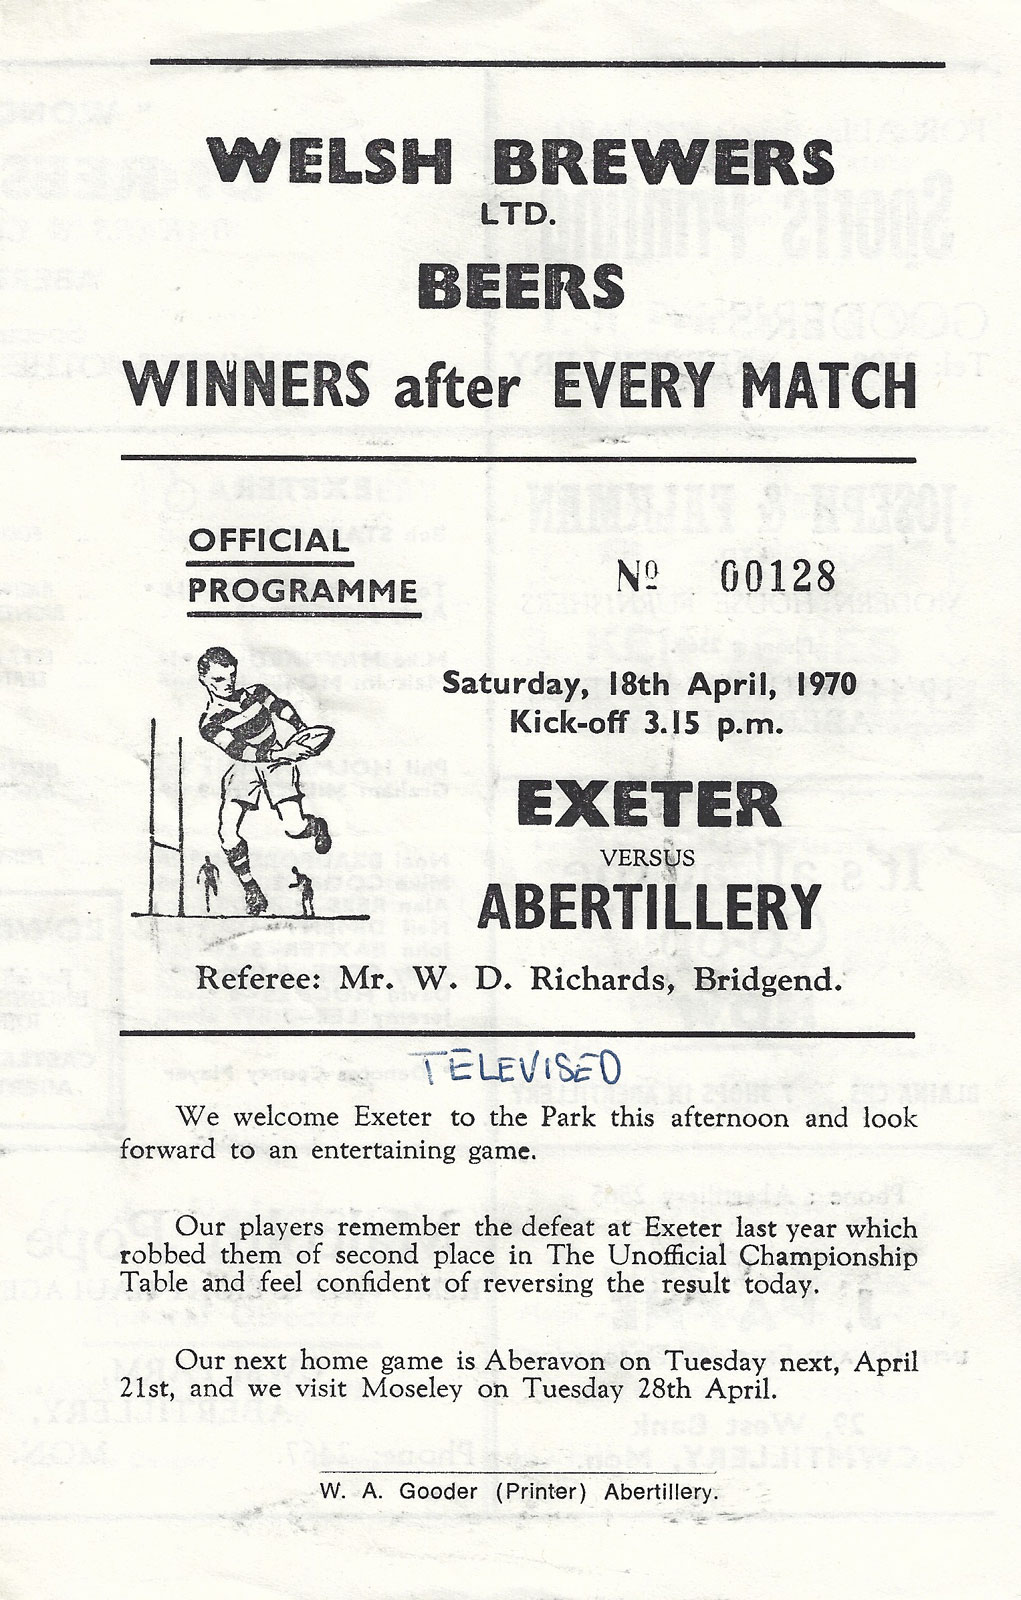 WELSH BREWERS
LTD.
BEERS
WINNERS after EVERY MATCH
OFFICIAL
PROGRAMME
Nº 00128
Saturday, 18th April, 1970
Kick-off 3.15 p.m.
EXETER
VERSUS
ABERTILLERY
Referee: Mr. W. D. Richards, Bridgend.
TELEVISED
We welcome Exeter to the Park this afternoon and look
forward to an entertaining game.
Our players remember the defeat at Exeter last year which
robbed them of second place in The Unofficial Championship
Table and feel confident of reversing the result today.
Our next home game is Aberavon on Tuesday next, April
21st, and we visit Moseley on Tuesday 28th April.
W. A. Gooder (Printer) Abertillery.